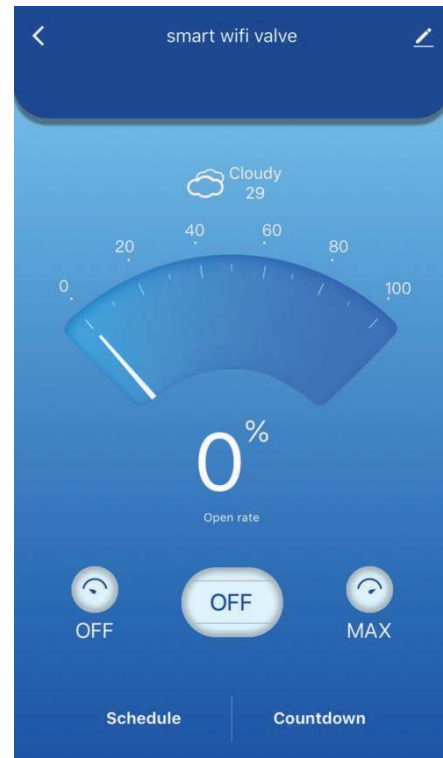 smart wifi valve
Cloudy
29
0 20 40 60 80 100
0%
Open rate
OFF
OFF
MAX
Schedule
Countdown